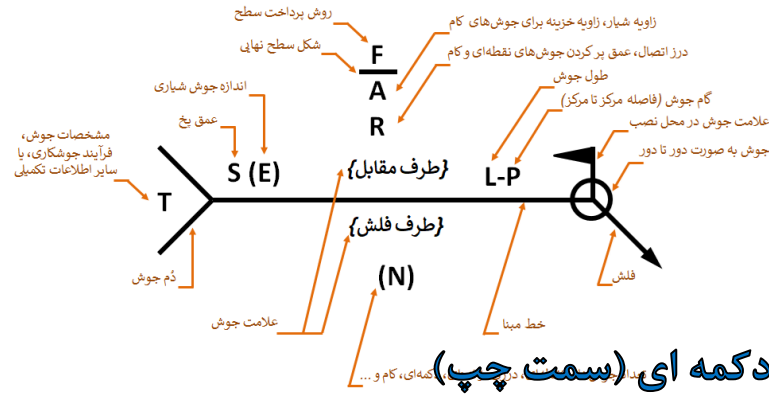 روش پرداخت سطح
شکل سطح نهایی
F
A
R
زاویه شیار، زاویه خزینه برای جوش‌های کام
درز اتصال، عمق پر کردن جوش‌های نقطه‌ای و کام
طول جوش
گام جوش (فاصله مرکز تا مرکز)
علامت جوش در محل نصب
جوش به صورت دور تا دور
اندازه جوش شیاری
عمق پخ
مشخصات جوش،
فرآیند جوشکاری، یا
سایر اطلاعات تکمیلی
T
S (E)
{طرف مقابل}
L-P
{طرف فلش}
(N)
دُم جوش
علامت جوش
خط مبنا
فلش
دکمه ای (سمت چپ)
دکمه‌ای، کام و ...